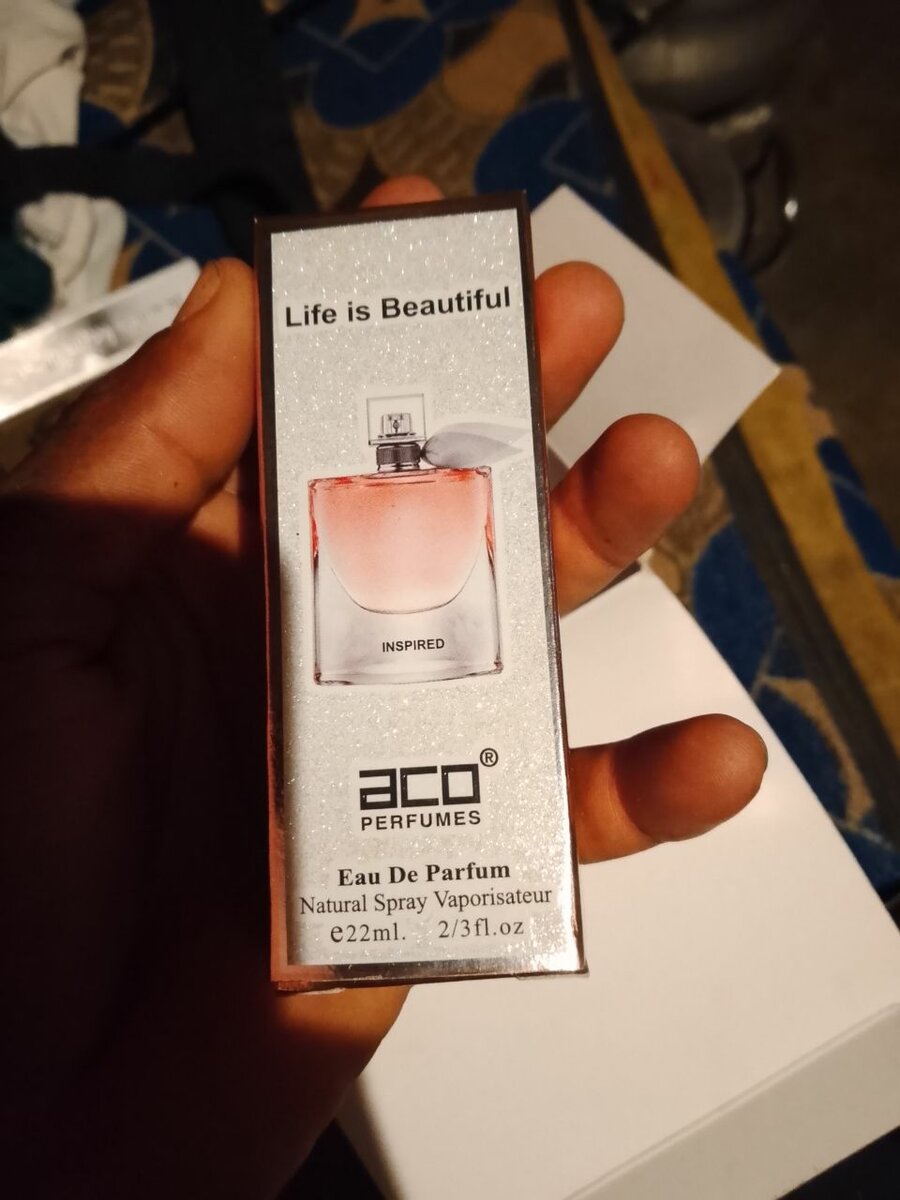 Life is Beautiful
INSPIRED
aco®
PERFUMES
Eau De Parfum
Natural Spray Vaporisateur
e22ml. 2/3fl.oz